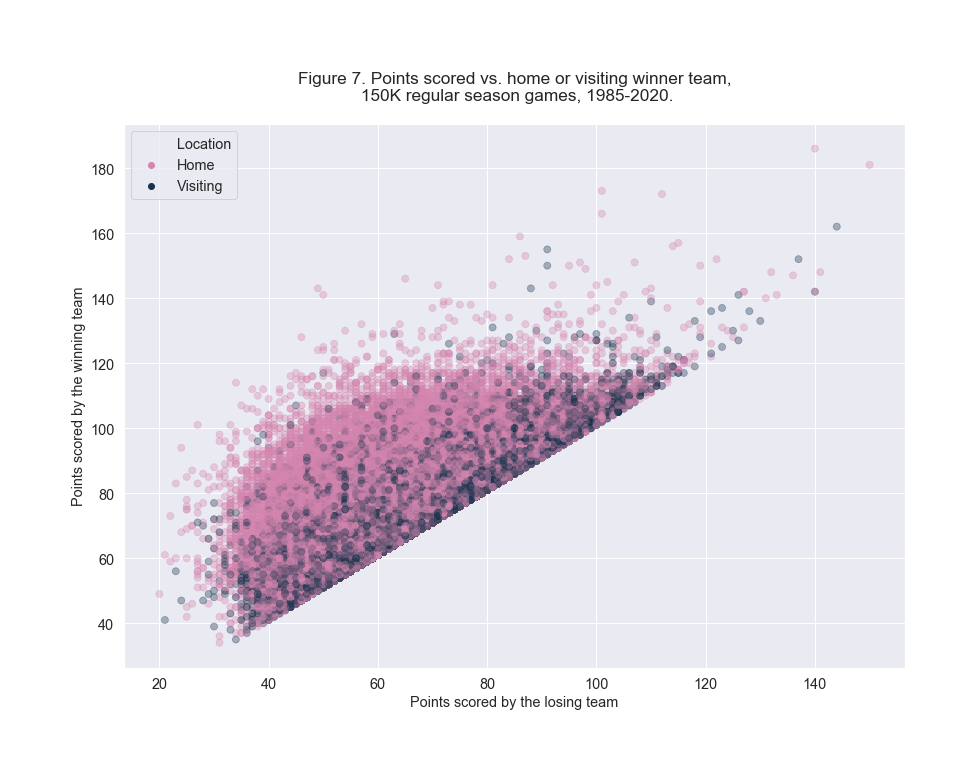 Figure 7. Points scored vs. home or visiting winner team,
150K regular season games, 1985-2020.
Location
Home
Visiting
Points scored by the winning team
180
160
140
120
100
80
60
40
20
40
60
80
100
120
140
Points scored by the losing team